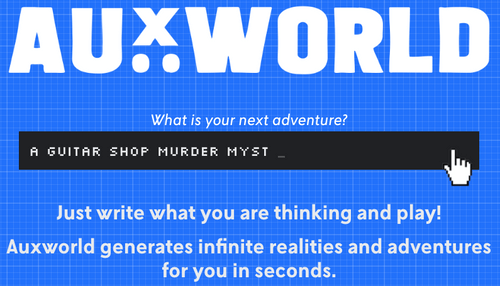 AUXWORLD
What is your next adventure?
A GUITAR SHOP MURDER MYST _
Just write what you are thinking and play!
Auxworld generates infinite realities and adventures
for you in seconds.